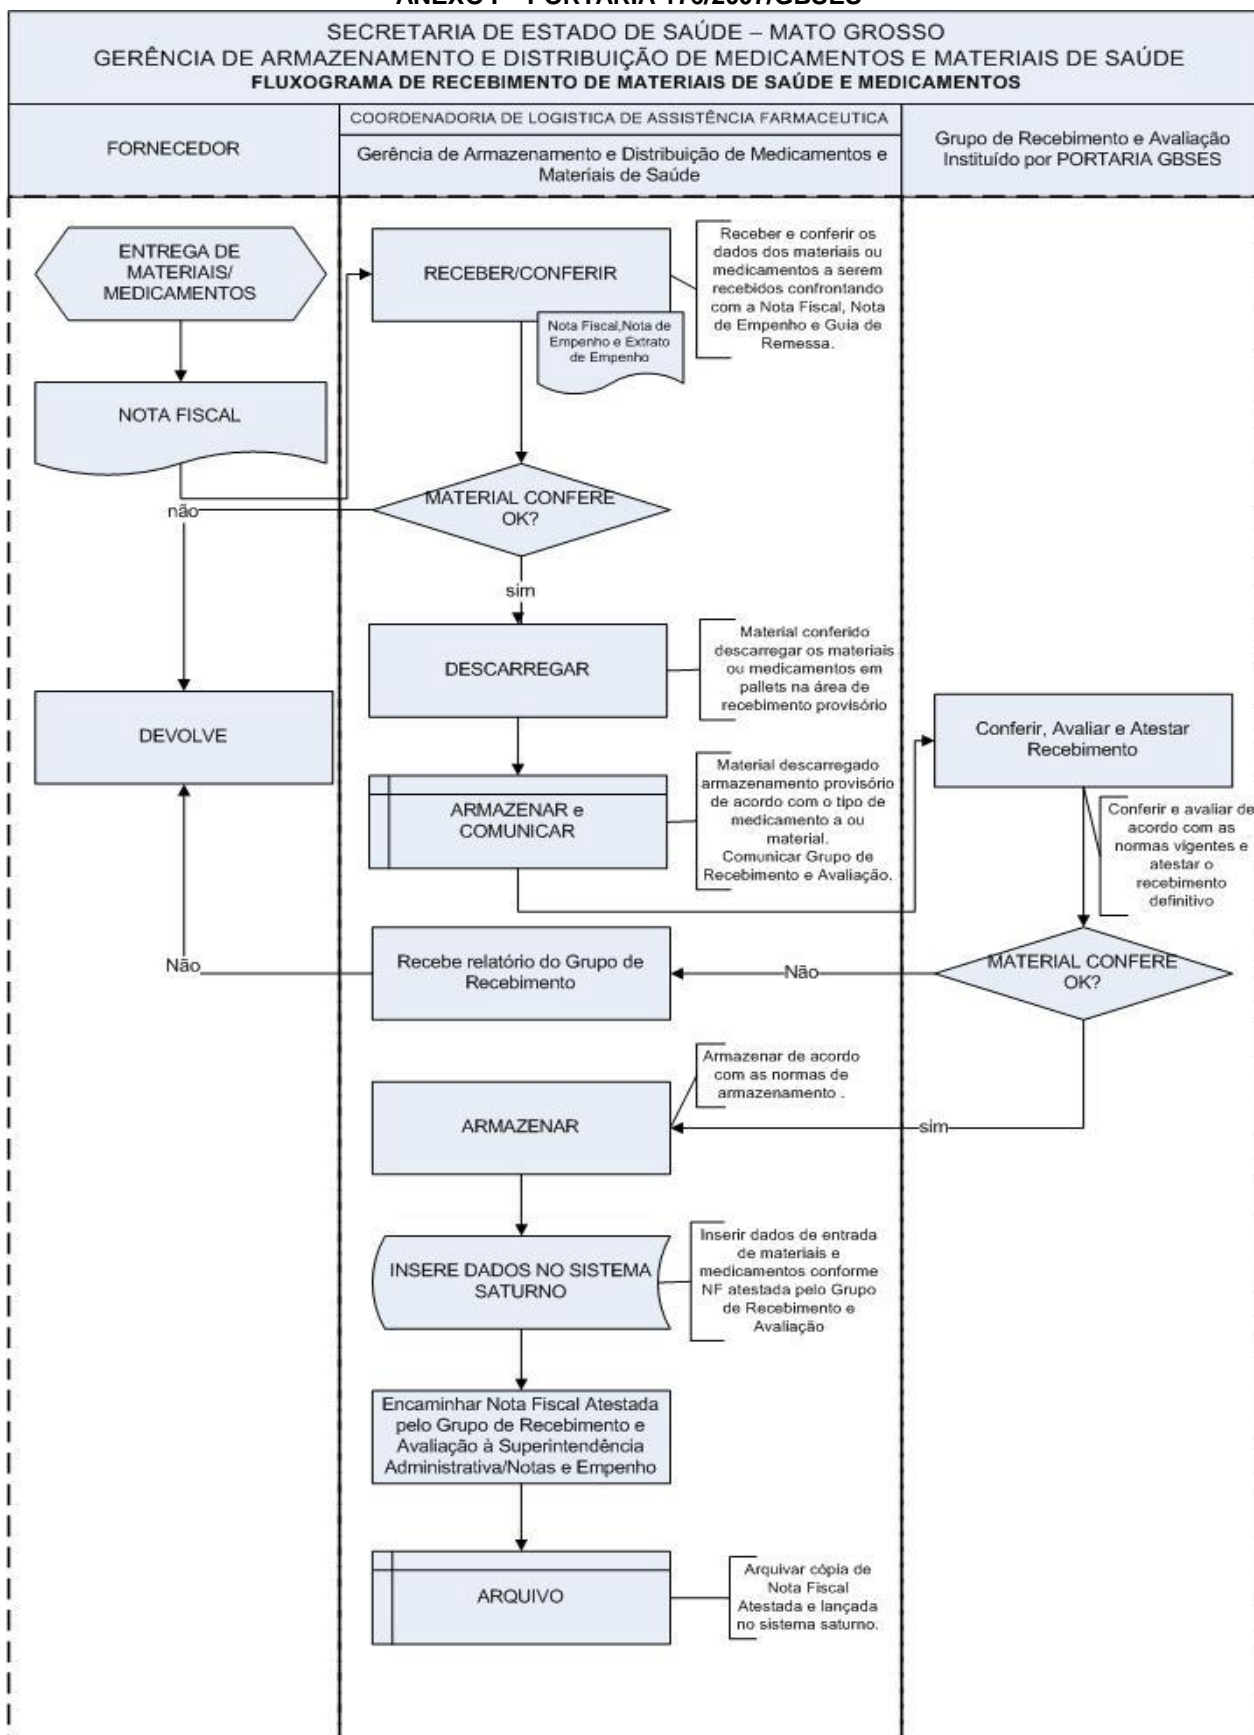 SECRETARIA DE ESTADO DE SAÚDE – MATO GROSSO
GERÊNCIA DE ARMAZENAMENTO E DISTRIBUIÇÃO DE MEDICAMENTOS E MATERIAIS DE SAÚDE
FLUXOGRAMA DE RECEBIMENTO DE MATERIAIS DE SAÚDE E MEDICAMENTOS
FORNECEDOR
COORDENADORIA DE LOGISTICA DE ASSISTÊNCIA FARMACEUTICA
Gerência de Armazenamento e Distribuição de Medicamentos e
Materiais de Saúde
Grupo de Recebimento e Avaliação
Instituído por PORTARIA GBSES
ENTREGA DE
MATERIAIS/
MEDICAMENTOS
NOTA FISCAL
RECEBER/CONFERIR
Nota Fiscal,Nota de
Empenho e Extrato
de Empenho
Receber e conferir os
dados dos materiais ou
medicamentos a serem
recebidos confrontando
com a Nota Fiscal, Nota
de Empenho e Guia de
Remessa.
MATERIAL CONFERE
OK?
não
sim
DESCARREGAR
Material conferido
descarregar os materiais
ou medicamentos em
pallets na área de
recebimento provisório
DEVOLVE
ARMAZENAR e
COMUNICAR
Material descarregado
armazenamento provisório
de acordo com o tipo de
medicamento a ou
material.
Comunicar Grupo de
Recebimento e Avaliação.
Conferir, Avaliar e Atestar
Recebimento
Conferir e avaliar de
acordo com as
normas vigentes e
atestar o
recebimento
definitivo
MATERIAL CONFERE
OK?
Não
Recebe relatório do Grupo de
Recebimento
Não
sim
Armazenar de acordo
com as normas de
armazenamento .
ARMAZENAR
INSERE DADOS NO SISTEMA
SATURNO
Inserir dados de entrada
de materiais e
medicamentos conforme
NF atestada pelo Grupo
de Recebimento e
Avaliação
Encaminhar Nota Fiscal Atestada
pelo Grupo de Recebimento e
Avaliação à Superintendência
Administrativa/Notas e Empenho
ARQUIVO
Arquivar cópia de
Nota Fiscal
Atestada e lançada
no sistema saturno.